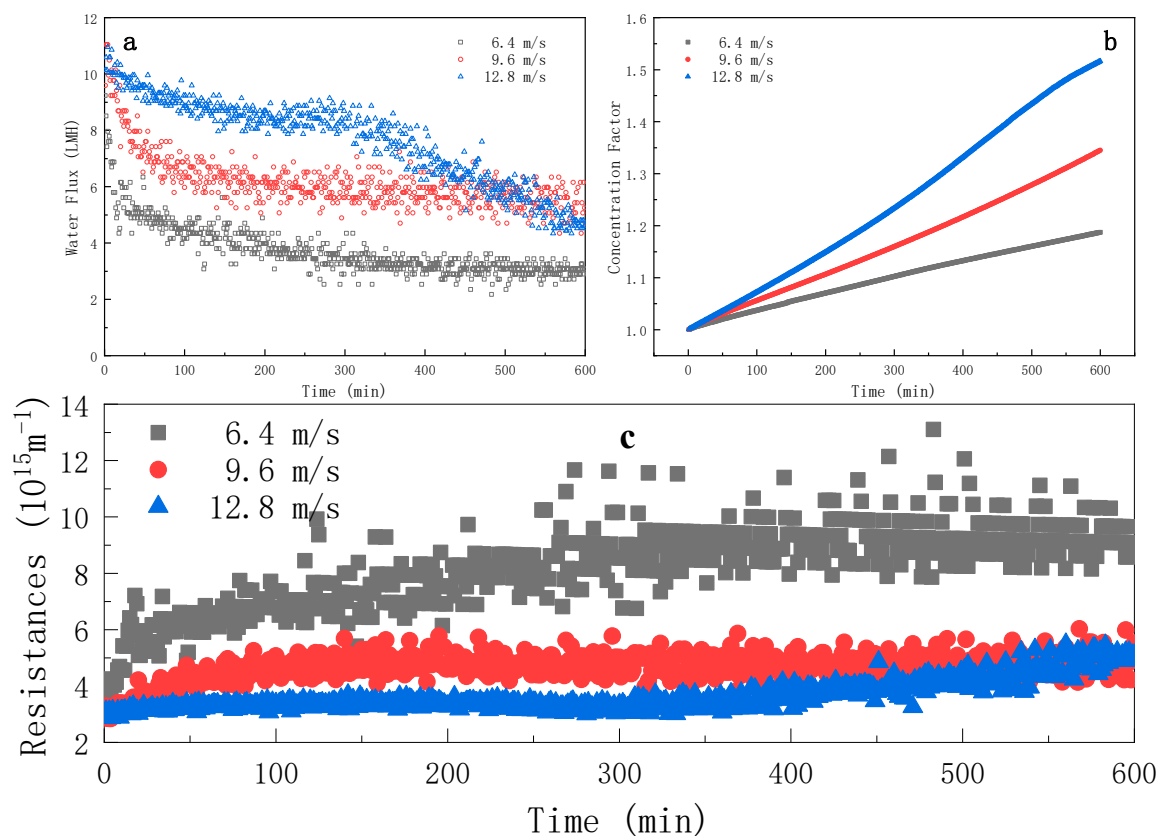 a
6.4 m/s
9.6 m/s
12.8 m/s
12
10
8
6
4
2
0
Water Flux (LMH)
0 100 200 300 400 500 600
Time (min)
b
6.4 m/s
9.6 m/s
12.8 m/s
1.6
1.5
1.4
1.3
1.2
1.1
1.0
Concentration Factor
0 100 200 300 400 500 600
Time (min)
c
6.4 m/s
9.6 m/s
12.8 m/s
14
12
10
8
6
4
2
Resistances (10¹⁵m⁻¹)
0 100 200 300 400 500 600
Time (min)